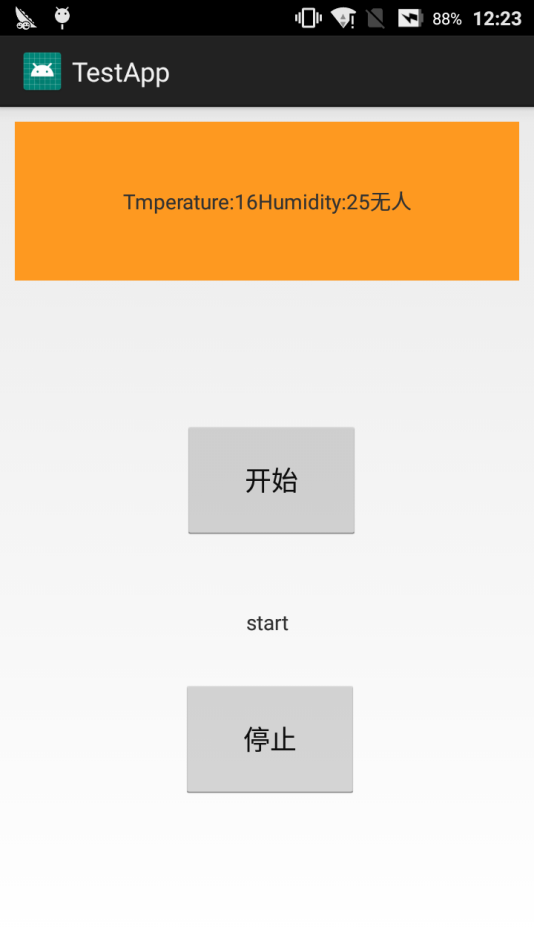 88% 12:23
TestApp
Tmperature:16Humidity:25无人
开始
start
停止